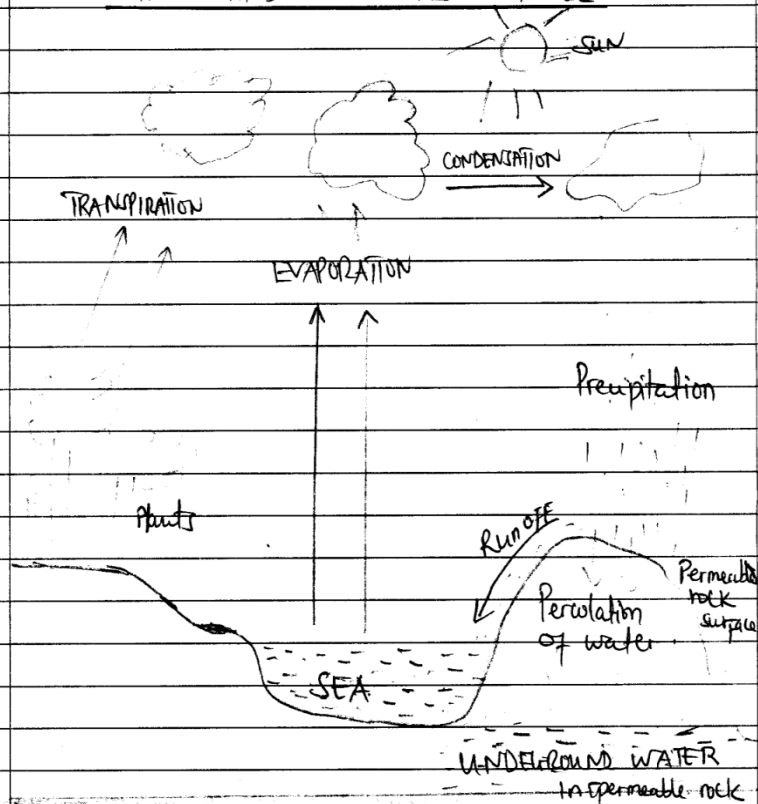 SUN
CONDENSATION
TRANSPIRATION
EVAPORATION
Precipitation
Plants
Run OFF
Permeable
rock
surface
Percolation
of water
SEA
UNDERGROUND WATER
Impermeable rock